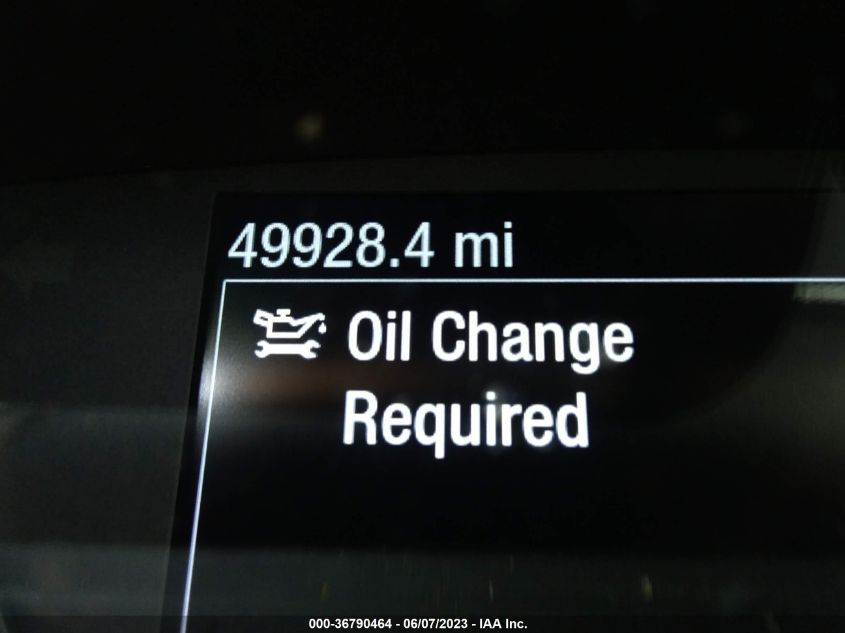 49928.4 mi
Oil Change
Required
000-36790464 - 06/07/2023 - IAA Inc.